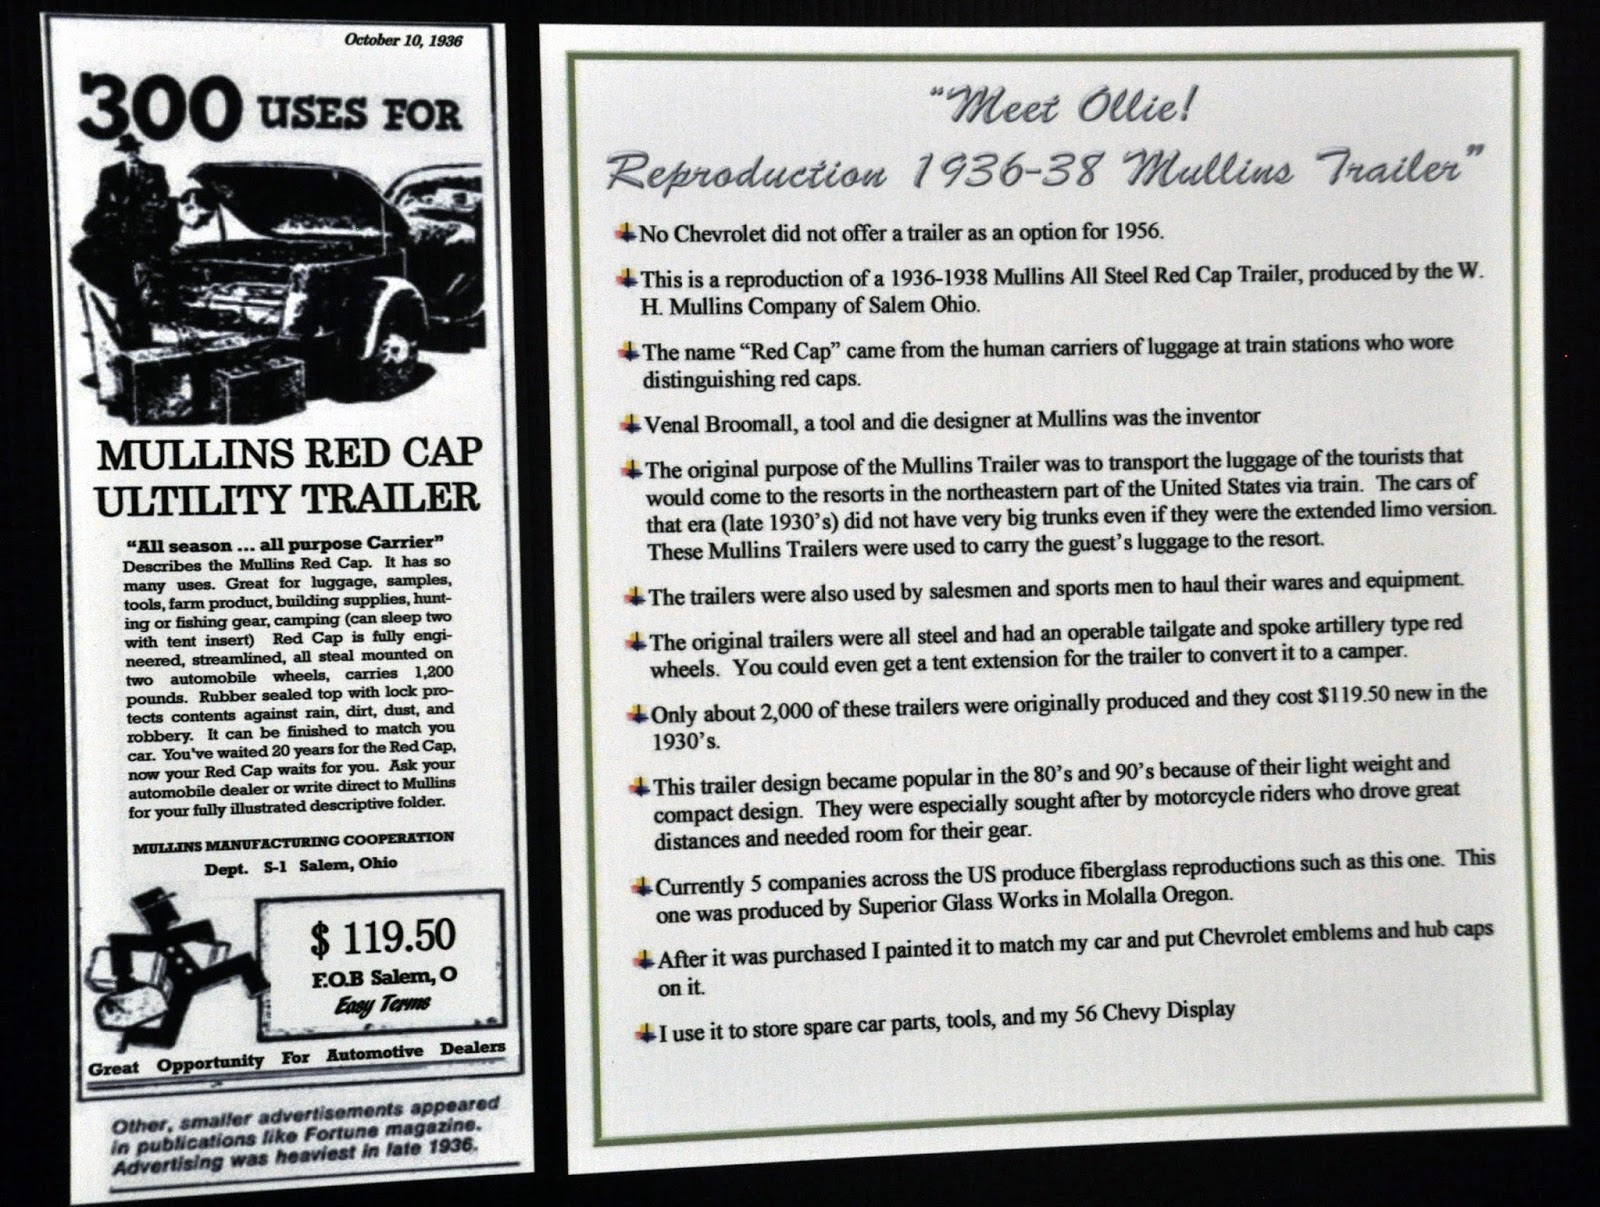 October 10, 1936
300 USES FOR
MULLINS RED CAP
ULTILITY TRAILER
"All season ... all purpose Carrier"
Describes the Mullins Red Cap. It has so
many uses. Great for luggage, samples,
tools, farm product, building supplies, hunt-
ing or fishing gear, camping (can sleep two
with tent insert) Red Cap is fully engi-
neered, streamlined, all steal mounted on
two automobile wheels, carries 1,200
pounds. Rubber sealed top with lock pro-
tects contents against rain, dirt, dust, and
robbery. It can be finished to match you
car. You've waited 20 years for the Red Cap,
now your Red Cap waits for you. Ask your
automobile dealer or write direct to Mullins
for your fully illustrated descriptive folder.
MULLINS MANUFACTURING COOPERATION
Dept. S-1 Salem, Ohio
$ 119.50
F.O.B Salem, O
Easy Terms
Great Opportunity For Automotive Dealers
Other, smaller advertisements appeared
in publications like Fortune magazine.
Advertising was heaviest in late 1936.
"Meet Ollie!
Reproduction 1936-38 Mullins Trailer"
No Chevrolet did not offer a trailer as an option for 1956.
This is a reproduction of a 1936-1938 Mullins All Steel Red Cap Trailer, produced by the W.
H. Mullins Company of Salem Ohio.
The name "Red Cap" came from the human carriers of luggage at train stations who wore
distinguishing red caps.
Venal Broomall, a tool and die designer at Mullins was the inventor
The original purpose of the Mullins Trailer was to transport the luggage of the tourists that
would come to the resorts in the northeastern part of the United States via train. The cars of
that era (late 1930's) did not have very big trunks even if they were the extended limo version.
These Mullins Trailers were used to carry the guest's luggage to the resort.
The trailers were also used by salesmen and sports men to haul their wares and equipment.
The original trailers were all steel and had an operable tailgate and spoke artillery type red
wheels. You could even get a tent extension for the trailer to convert it to a camper.
Only about 2,000 of these trailers were originally produced and they cost $119.50 new in the
1930's.
This trailer design became popular in the 80's and 90's because of their light weight and
compact design. They were especially sought after by motorcycle riders who drove great
distances and needed room for their gear.
Currently 5 companies across the US produce fiberglass reproductions such as this one. This
one was produced by Superior Glass Works in Molalla Oregon.
After it was purchased I painted it to match my car and put Chevrolet emblems and hub caps
on it.
I use it to store spare car parts, tools, and my 56 Chevy Display